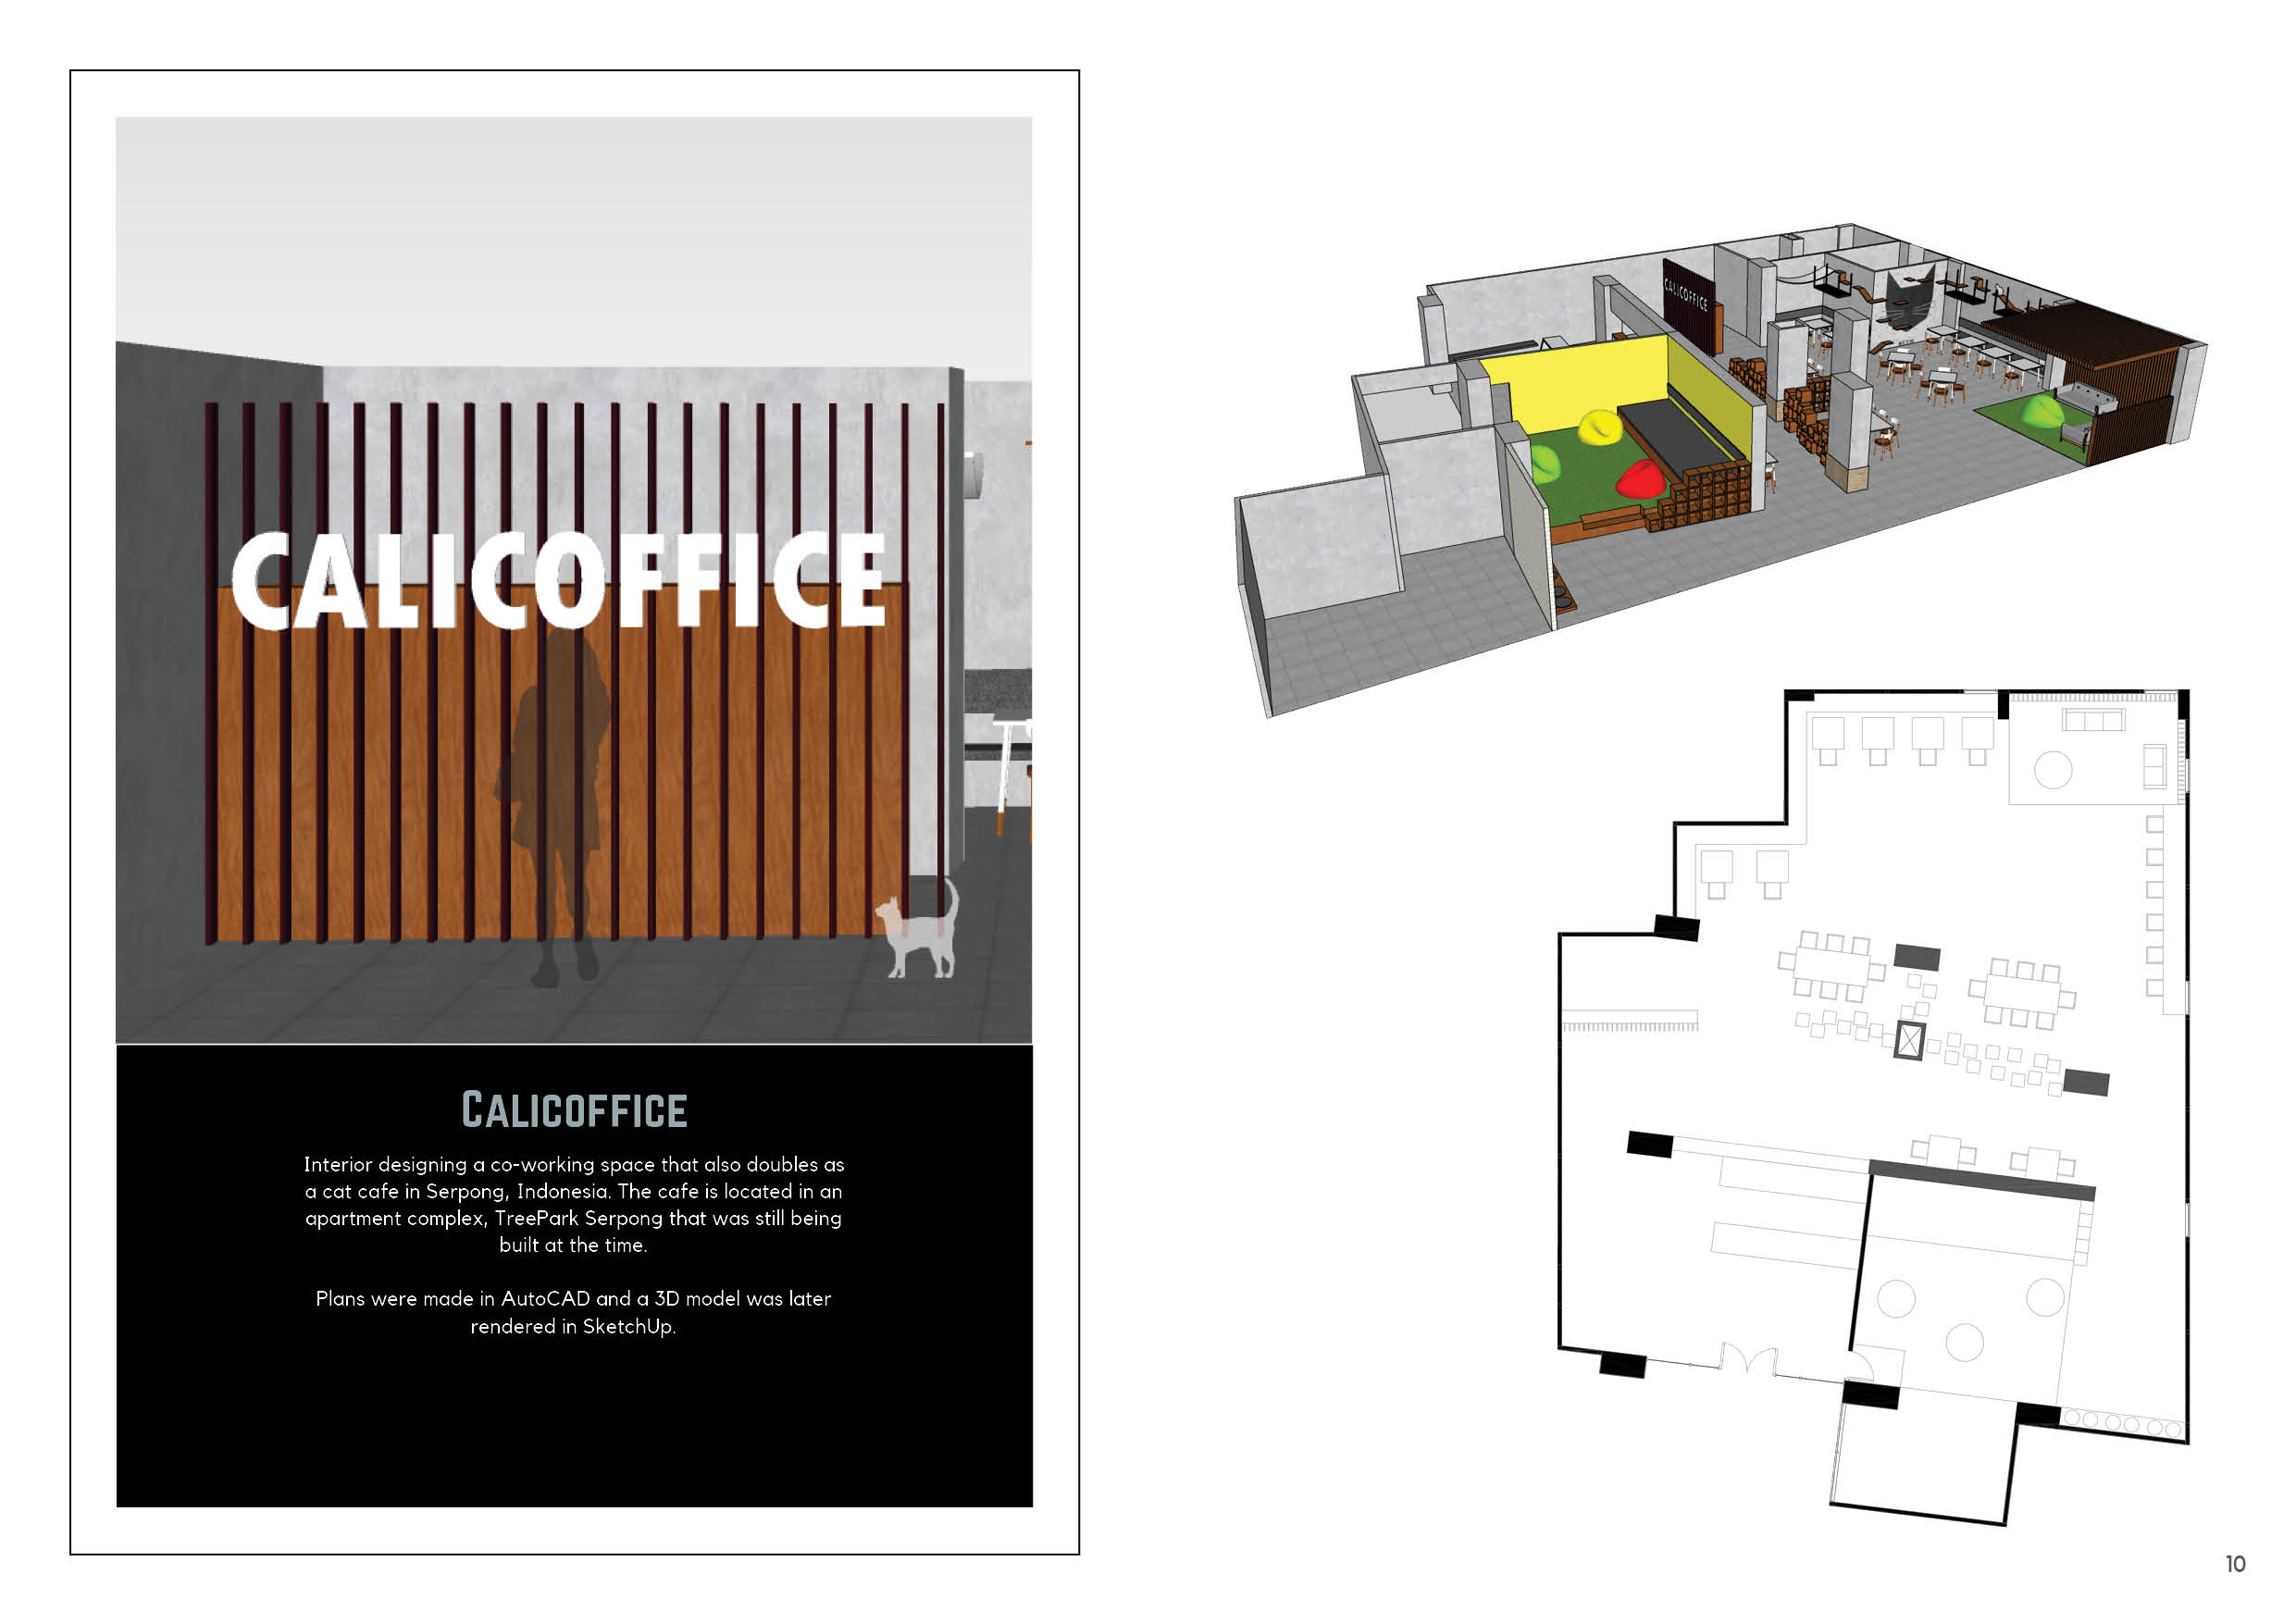 CALICOFFICE
CALICOFFICE
Interior designing a co-working space that also doubles as
a cat cafe in Serpong, Indonesia. The cafe is located in an
apartment complex, TreePark Serpong that was still being
built at the time.
Plans were made in AutoCAD and a 3D model was later
rendered in SketchUp.
CALICOFFICE
10